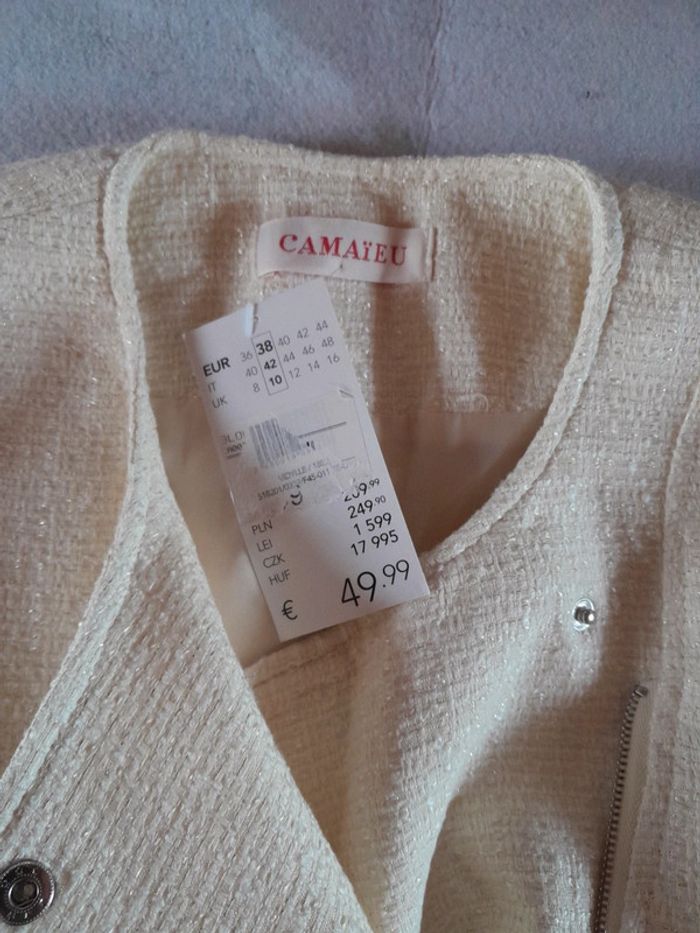 CAMAïEU
EUR 36 38 40 42 44
IT 40 42 44 46 48
UK 8 10 12 14 16
PLN 209.99
LEI 249.90
CZK 1 599
HUF 17 995
€ 49.99